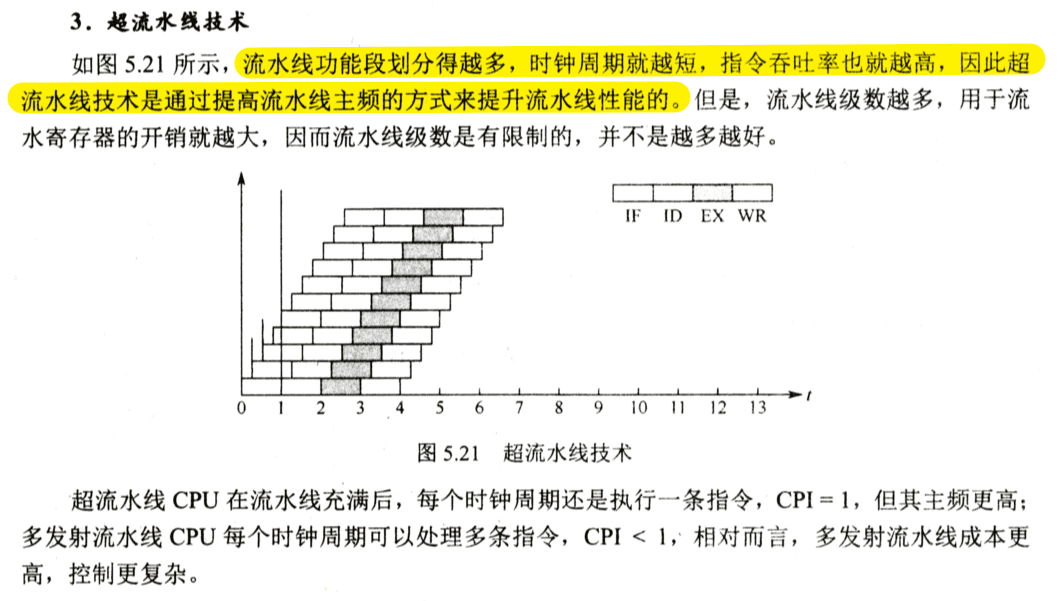 3. 超流水线技术
如图 5.21 所示，流水线功能段划分得越多，时钟周期就越短，指令吞吐率也就越高，因此超
流水线技术是通过提高流水线主频的方式来提升流水线性能的。但是，流水线级数越多，用于流
水寄存器的开销就越大，因而流水线级数是有限制的，并不是越多越好。
IF ID EX WR
0 1 2 3 4 5 6 7 8 9 10 11 12 13 t
图 5.21 超流水线技术
超流水线 CPU 在流水线充满后，每个时钟周期还是执行一条指令，CPI = 1，但其主频更高；
多发射流水线 CPU 每个时钟周期可以处理多条指令，CPI < 1，相对而言，多发射流水线成本更
高，控制更复杂。